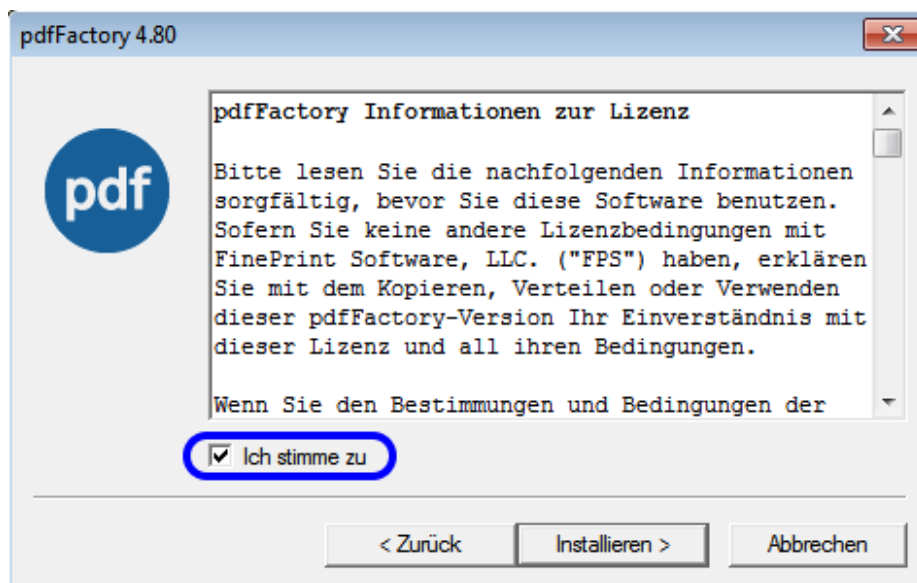 pdfFactory 4.80
pdf
pdfFactory Informationen zur Lizenz
Bitte lesen Sie die nachfolgenden Informationen
sorgfältig, bevor Sie diese Software benutzen.
Sofern Sie keine andere Lizenzbedingungen mit
FinePrint Software, LLC. ("FPS") haben, erklären
Sie mit dem Kopieren, Verteilen oder Verwenden
dieser pdfFactory-Version Ihr Einverständnis mit
dieser Lizenz und all ihren Bedingungen.
Wenn Sie den Bestimmungen und Bedingungen der
Ich stimme zu
< Zurück Installieren > Abbrechen